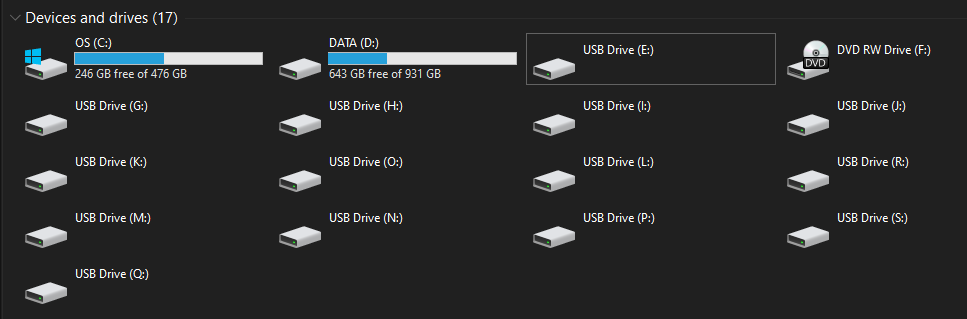 Devices and drives (17)
OS (C:)
246 GB free of 476 GB
DATA (D:)
643 GB free of 931 GB
USB Drive (E:)
DVD RW Drive (F:)
DVD
USB Drive (G:)
USB Drive (H:)
USB Drive (I:)
USB Drive (J:)
USB Drive (K:)
USB Drive (O:)
USB Drive (L:)
USB Drive (R:)
USB Drive (M:)
USB Drive (N:)
USB Drive (P:)
USB Drive (S:)
USB Drive (Q:)